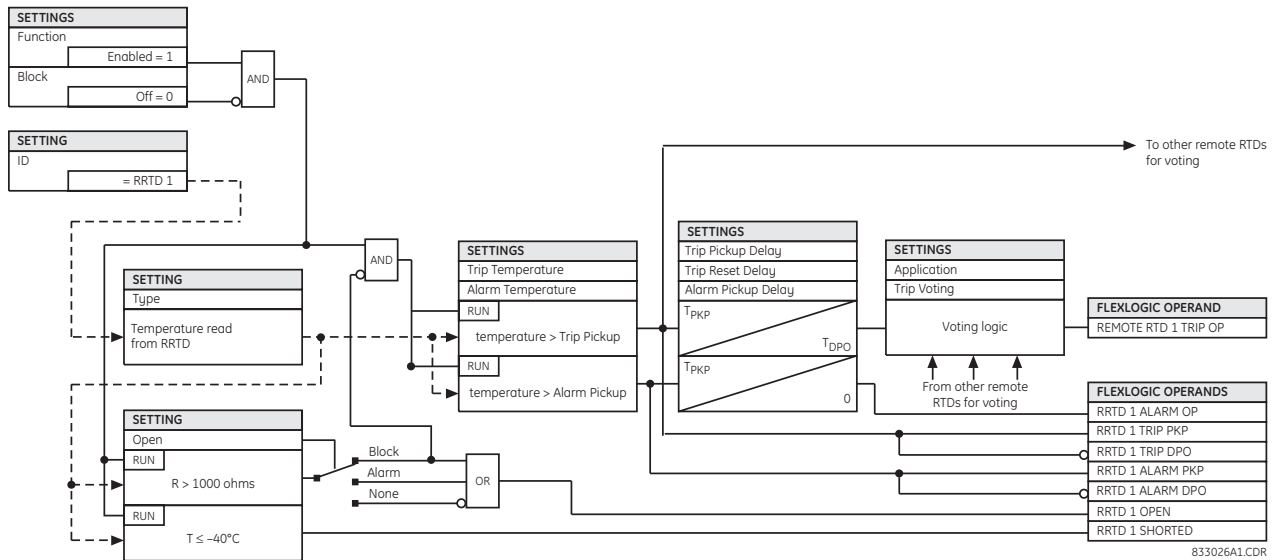 SETTINGS
Function
Enabled = 1
Block
Off = 0
AND
SETTING
ID
= RRTD 1
To other remote RTDs
for voting
SETTING
Type
Temperature read
from RRTD
AND
SETTINGS
Trip Temperature
Alarm Temperature
RUN
temperature > Trip Pickup
RUN
temperature > Alarm Pickup
SETTINGS
Trip Pickup Delay
Trip Reset Delay
Alarm Pickup Delay
TPKP
TDPO
TPKP
0
SETTINGS
Application
Trip Voting
Voting logic
From other remote
RTDs for voting
FLEXLOGIC OPERAND
REMOTE RTD 1 TRIP OP
SETTING
Open
RUN
R > 1000 ohms
RUN
T ≤ –40°C
Block
Alarm
None
OR
FLEXLOGIC OPERANDS
RRTD 1 ALARM OP
RRTD 1 TRIP PKP
RRTD 1 TRIP DPO
RRTD 1 ALARM PKP
RRTD 1 ALARM DPO
RRTD 1 OPEN
RRTD 1 SHORTED
833026A1.CDR